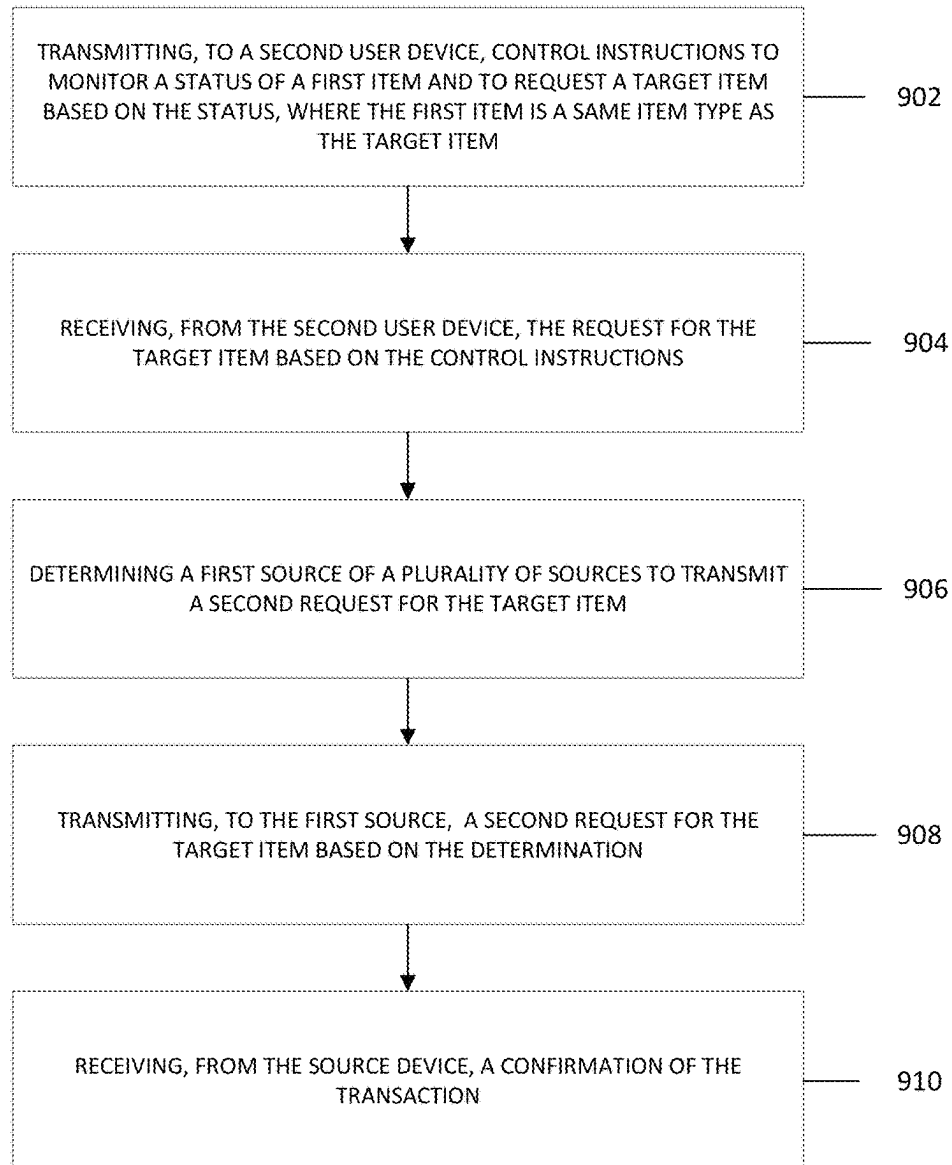 TRANSMITTING, TO A SECOND USER DEVICE, CONTROL INSTRUCTIONS TO
MONITOR A STATUS OF A FIRST ITEM AND TO REQUEST A TARGET ITEM
BASED ON THE STATUS, WHERE THE FIRST ITEM IS A SAME ITEM TYPE AS
THE TARGET ITEM
902
RECEIVING, FROM THE SECOND USER DEVICE, THE REQUEST FOR THE
TARGET ITEM BASED ON THE CONTROL INSTRUCTIONS
904
DETERMINING A FIRST SOURCE OF A PLURALITY OF SOURCES TO TRANSMIT
A SECOND REQUEST FOR THE TARGET ITEM
906
TRANSMITTING, TO THE FIRST SOURCE, A SECOND REQUEST FOR THE
TARGET ITEM BASED ON THE DETERMINATION
908
RECEIVING, FROM THE SOURCE DEVICE, A CONFIRMATION OF THE
TRANSACTION
910